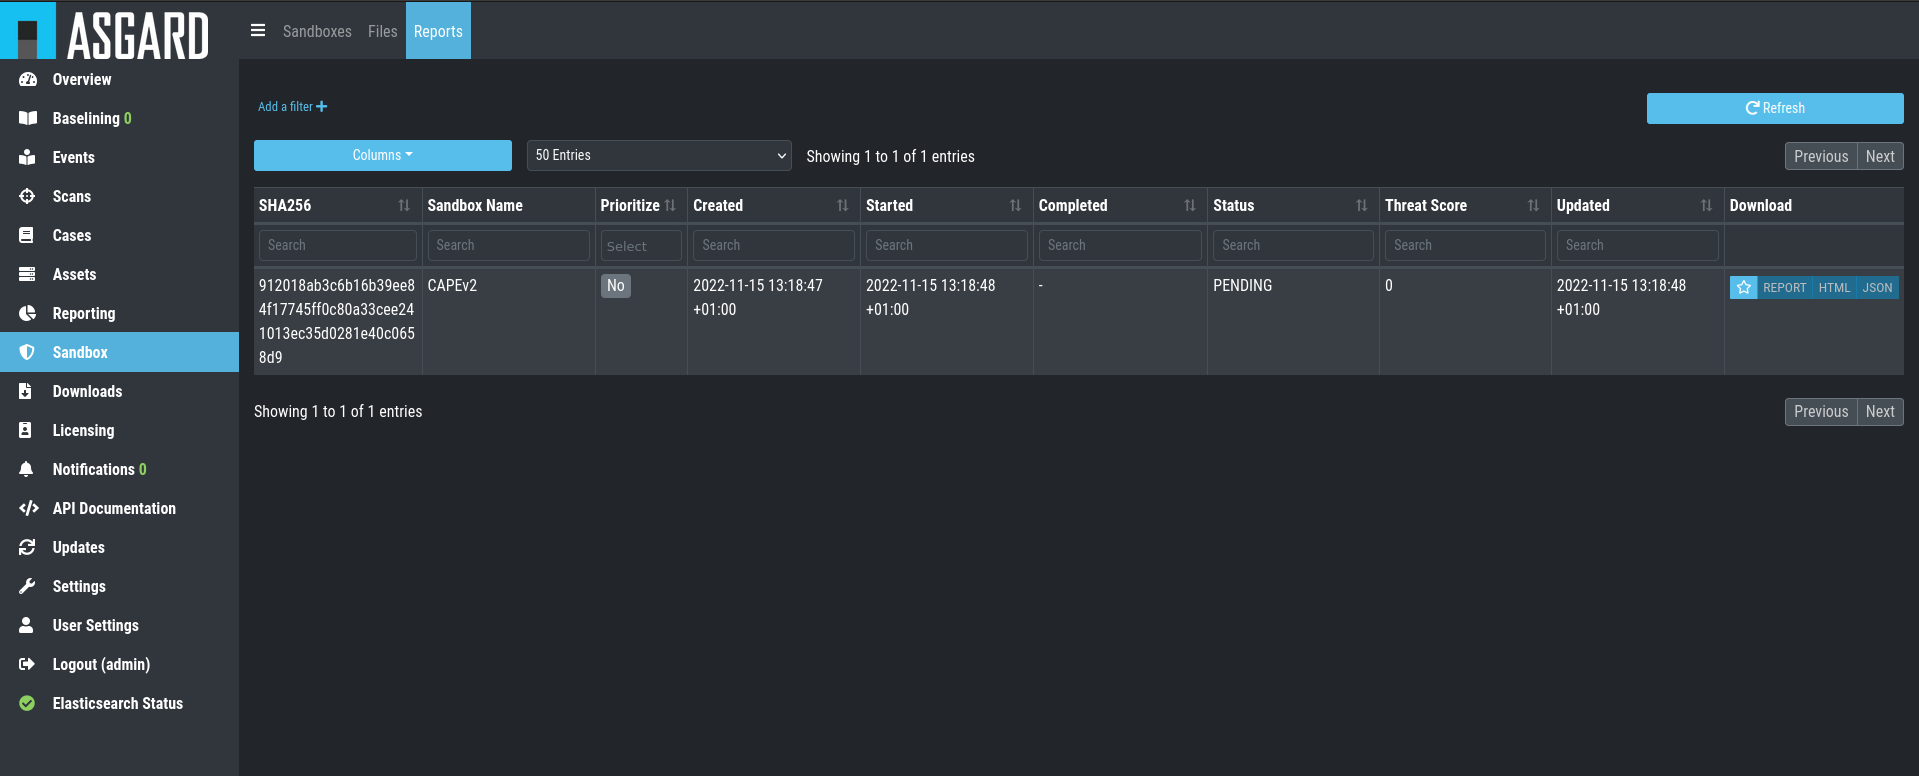 ASGARD
Sandboxes Files Reports
Overview
Baselining 0
Events
Scans
Cases
Assets
Reporting
Sandbox
Downloads
Licensing
Notifications 0
API Documentation
Updates
Settings
User Settings
Logout (admin)
Elasticsearch Status
Add a filter
Refresh
Columns 50 Entries Showing 1 to 1 of 1 entries Previous Next
SHA256 Sandbox Name Prioritize Created Started Completed Status Threat Score Updated Download
Search Search Select Search Search Search Search Search Search
912018ab3c6b16b39ee8 CAPEv2 No 2022-11-15 13:18:47 2022-11-15 13:18:48 - PENDING 0 2022-11-15 13:18:48 REPORT HTML JSON
4f17745ff0c80a33cee24 +01:00 +01:00 +01:00
1013ec35d0281e40c065
8d9
Showing 1 to 1 of 1 entries Previous Next